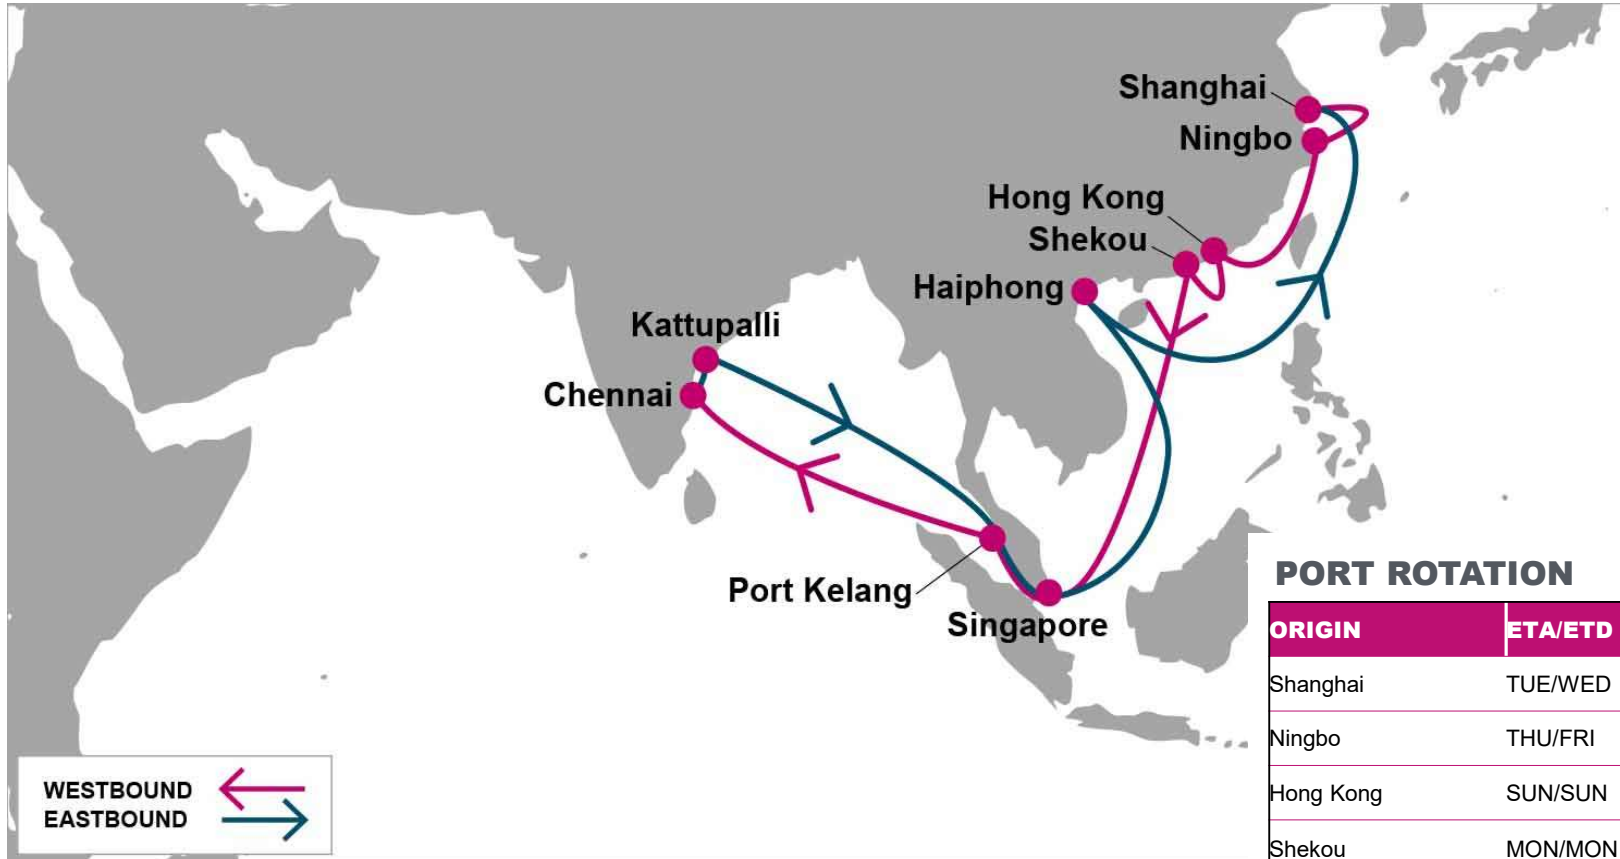 Shanghai
Ningbo
Hong Kong
Shekou
Haiphong
Kattupalli
Chennai
Port Kelang
Singapore
WESTBOUND
EASTBOUND
PORT ROTATION
ORIGIN ETA/ETD
Shanghai TUE/WED
Ningbo THU/FRI
Hong Kong SUN/SUN
Shekou MON/MON